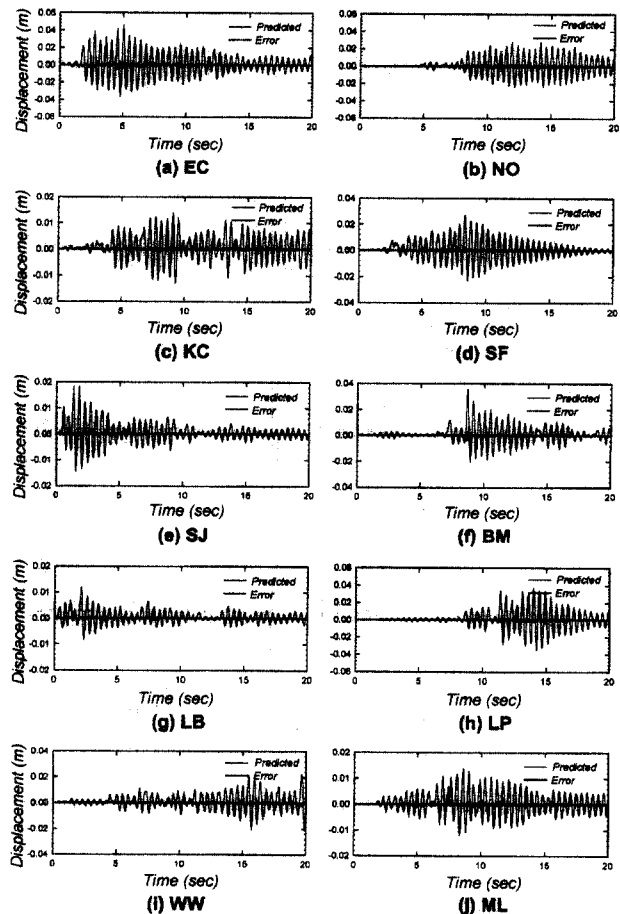 Displacement (m)
0.06
0.04
0.02
0.00
-0.02
-0.04
-0.06
Predicted
Error
0 5 10 15 20
Time (sec)
(a) EC
0.06
0.04
0.02
0.00
-0.02
-0.04
-0.06
Predicted
Error
0 5 10 15 20
Time (sec)
(b) NO
Displacement (m)
0.02
0.01
0.00
-0.01
-0.02
Predicted
Error
0 5 10 15 20
Time (sec)
(c) KC
0.04
0.02
0.00
-0.02
-0.04
Predicted
Error
0 5 10 15 20
Time (sec)
(d) SF
Displacement (m)
0.02
0.01
0.00
-0.01
-0.02
Predicted
Error
0 5 10 15 20
Time (sec)
(e) SJ
0.04
0.02
0.00
-0.02
-0.04
Predicted
Error
0 5 10 15 20
Time (sec)
(f) BM
Displacement (m)
0.02
0.01
0.00
-0.01
-0.02
Predicted
Error
0 5 10 15 20
Time (sec)
(g) LB
0.06
0.04
0.02
0.00
-0.02
-0.04
-0.06
Predicted
Error
0 5 10 15 20
Time (sec)
(h) LP
Displacement (m)
0.04
0.02
0.00
-0.02
-0.04
Predicted
Error
0 5 10 15 20
Time (sec)
(i) WW
0.02
0.01
0.00
-0.01
-0.02
Predicted
Error
0 5 10 15 20
Time (sec)
(j) ML